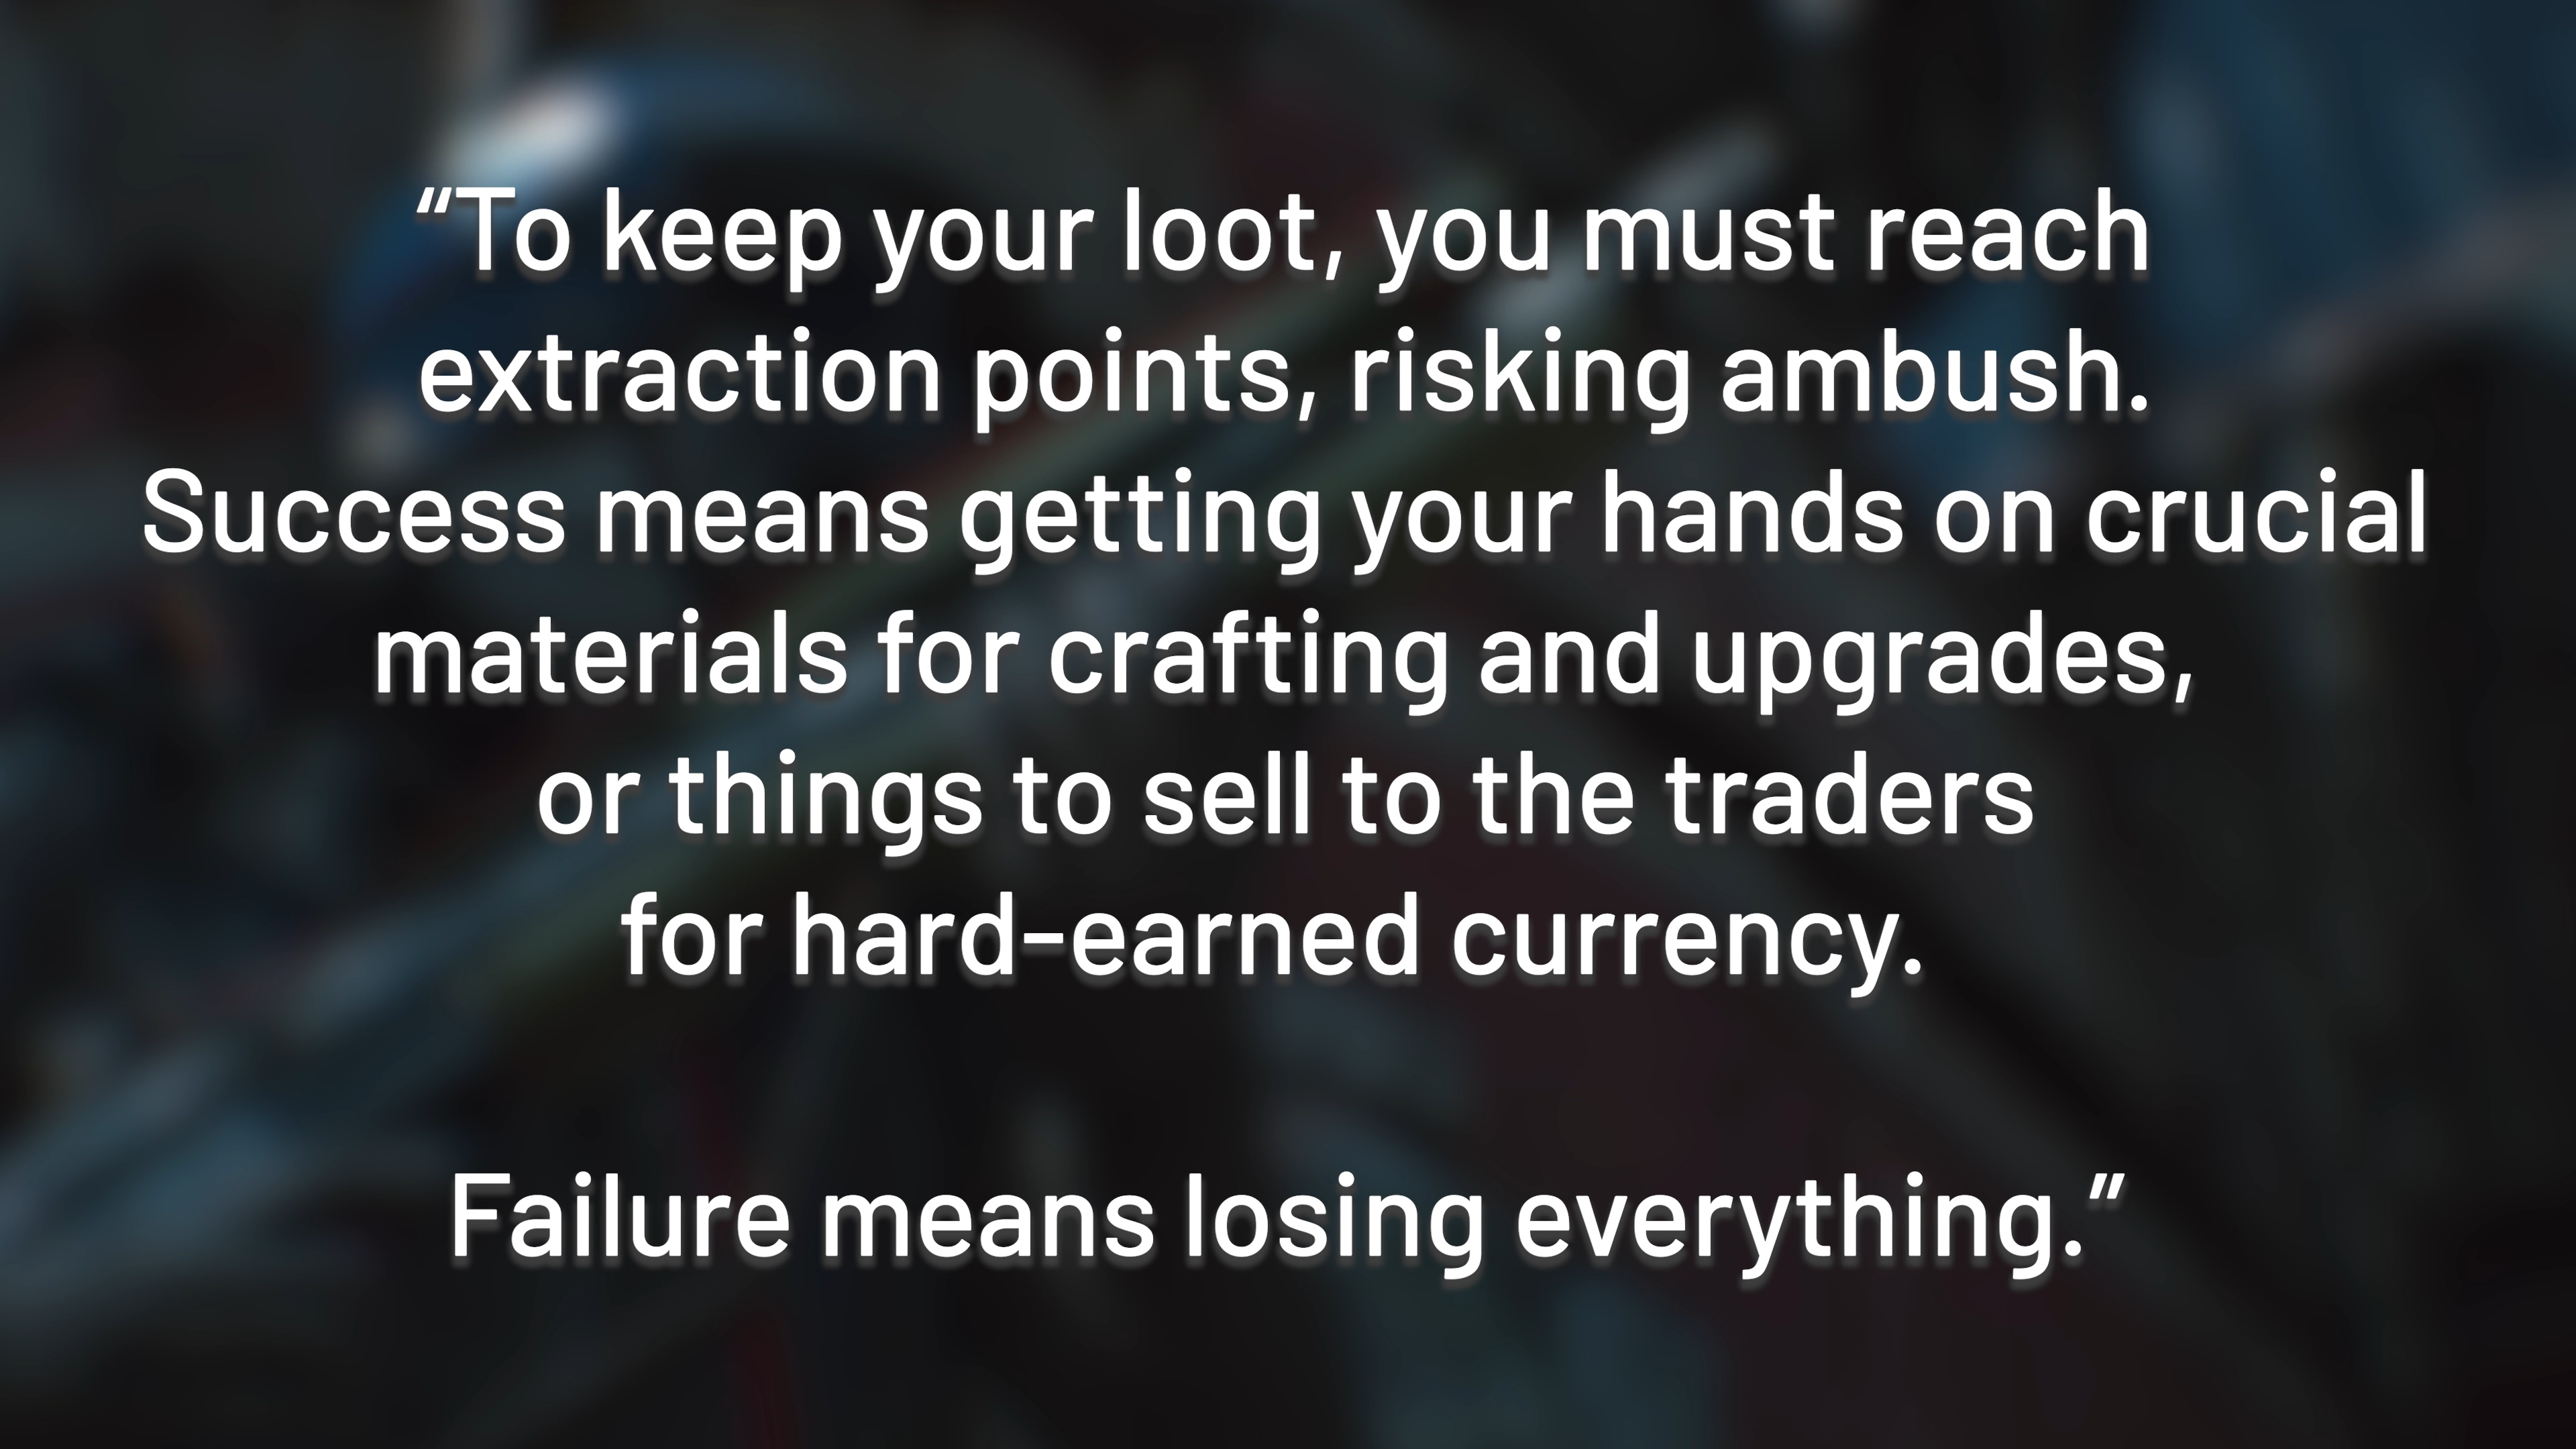 “To keep your loot, you must reach
extraction points, risking ambush.
Success means getting your hands on crucial
materials for crafting and upgrades,
or things to sell to the traders
for hard-earned currency.
Failure means losing everything.”